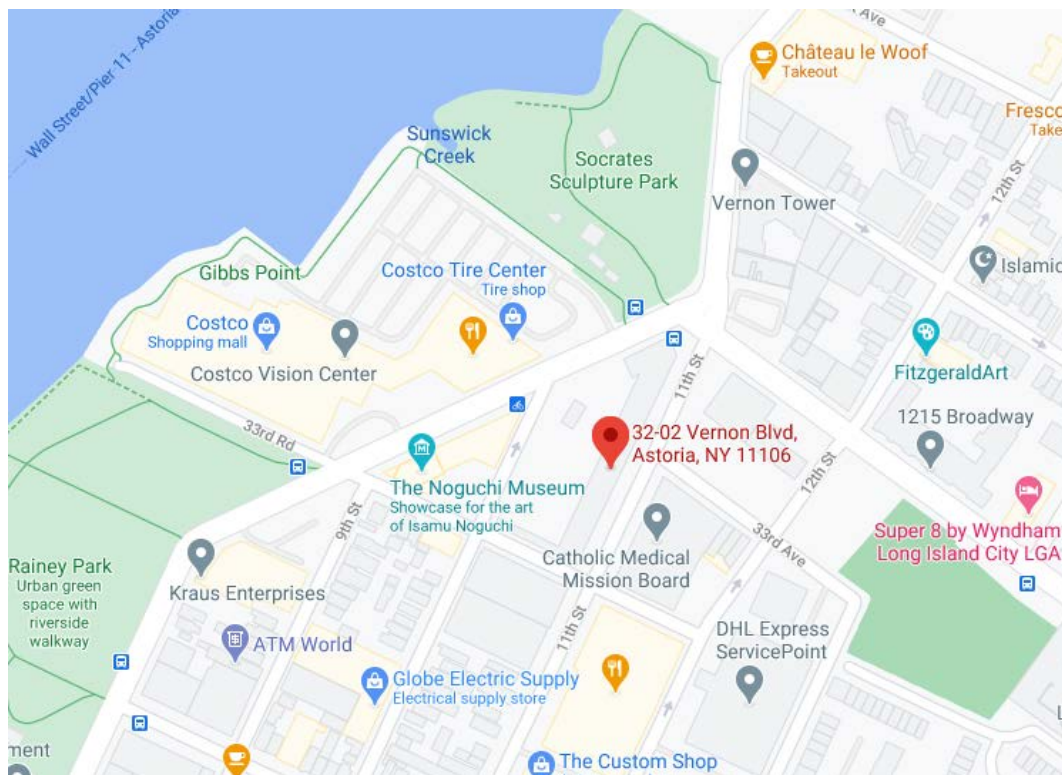 Wall Street/Pier 11 - Astoria
Ave
Château le Woof
Takeout
Fresco
Take
Sunswick
Creek
Socrates
Sculpture Park
12th St
Vernon Tower
Islamic
Gibbs Point
Costco Tire Center
Tire shop
Costco
Shopping mall
Costco Vision Center
11th St
FitzgeraldArt
33rd Rd
32-02 Vernon Blvd,
Astoria, NY 11106
1215 Broadway
12th St
The Noguchi Museum
Showcase for the art
of Isamu Noguchi
9th St
33rd Ave
Super 8 by Wyndham
Long Island City LGA
Catholic Medical
Mission Board
Rainey Park
Urban green
space with
riverside
walkway
Kraus Enterprises
ATM World
11th St
DHL Express
ServicePoint
Globe Electric Supply
Electrical supply store
ment
The Custom Shop